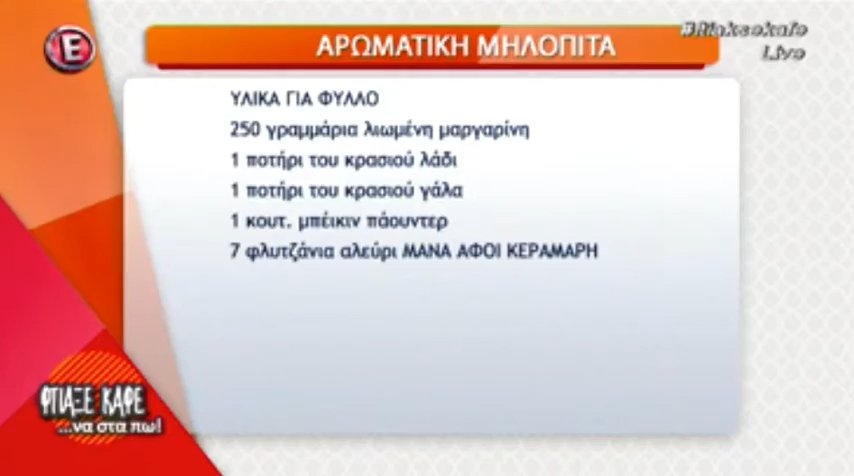 E
ΑΡΩΜΑΤΙΚΗ ΜΗΛΟΠΙΤΑ
#Ftiaksekafe
Live
ΥΛΙΚΑ ΓΙΑ ΦΥΛΛΟ
250 γραμμάρια λιωμένη μαργαρίνη
1 ποτήρι του κρασιού λάδι
1 ποτήρι του κρασιού γάλα
1 κουτ. μπέικιν πάουντερ
7 φλυτζάνια αλεύρι ΜΑΝΑ ΑΦΟΙ ΚΕΡΑΜΑΡΗ
ΦΤΙΑΞΕ ΚΑΦΕ
...να στα πω!